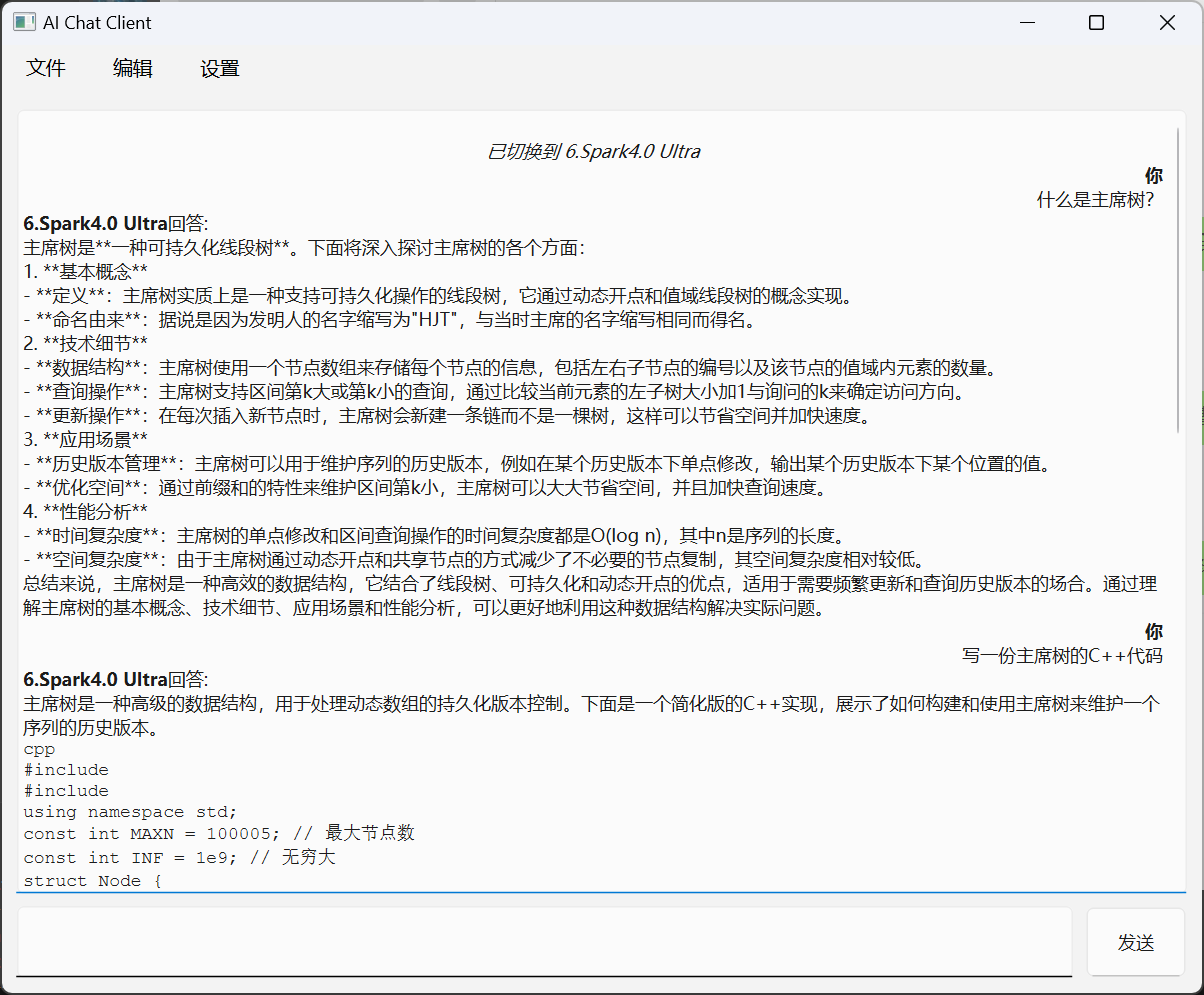 AI Chat Client
文件 编辑 设置
已切换到 6.Spark4.0 Ultra
你
什么是主席树？
6.Spark4.0 Ultra回答:
主席树是**一种可持久化线段树**。下面将深入探讨主席树的各个方面：
1. **基本概念**
- **定义**：主席树实质上是一种支持可持久化操作的线段树，它通过动态开点和值域线段树的概念实现。
- **命名由来**：据说是因为发明人的名字缩写为"HJT"，与当时主席的名字缩写相同而得名。
2. **技术细节**
- **数据结构**：主席树使用一个节点数组来存储每个节点的信息，包括左右子节点的编号以及该节点的值域内元素的数量。
- **查询操作**：主席树支持区间第k大或第k小的查询，通过比较当前元素的左子树大小加1与询问的k来确定访问方向。
- **更新操作**：在每次插入新节点时，主席树会新建一条链而不是一棵树，这样可以节省空间并加快速度。
3. **应用场景**
- **历史版本管理**：主席树可以用于维护序列的历史版本，例如在某个历史版本下单点修改，输出某个历史版本下某个位置的值。
- **优化空间**：通过前缀和的特性来维护区间第k小，主席树可以大大节省空间，并且加快查询速度。
4. **性能分析**
- **时间复杂度**：主席树的单点修改和区间查询操作的时间复杂度都是O(log n)，其中n是序列的长度。
- **空间复杂度**：由于主席树通过动态开点和共享节点的方式减少了不必要的节点复制，其空间复杂度相对较低。
总结来说，主席树是一种高效的数据结构，它结合了线段树、可持久化和动态开点的优点，适用于需要频繁更新和查询历史版本的场合。通过理
解主席树的基本概念、技术细节、应用场景和性能分析，可以更好地利用这种数据结构解决实际问题。
你
写一份主席树的C++代码
6.Spark4.0 Ultra回答:
主席树是一种高级的数据结构，用于处理动态数组的持久化版本控制。下面是一个简化版的C++实现，展示了如何构建和使用主席树来维护一个
序列的历史版本。
cpp
#include
#include
using namespace std;
const int MAXN = 100005; // 最大节点数
const int INF = 1e9; // 无穷大
struct Node {
发送